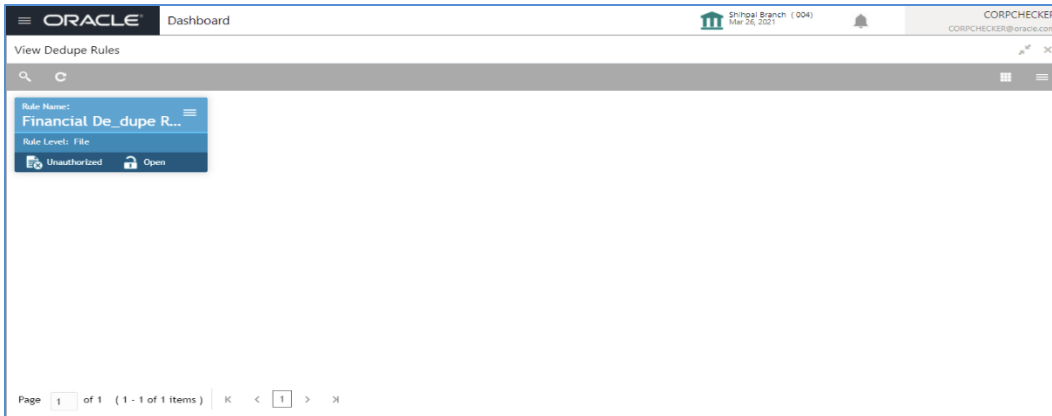 ORACLE Dashboard Shihpai Branch ( 004) CORPCHECKER
Mar 26, 2021 CORPCHECKER@oracle.com
View Dedupe Rules
Rule Name:
Financial De_dupe R...
Rule Level: File
Unauthorized Open
Page 1 of 1 ( 1 - 1 of 1 items ) 1